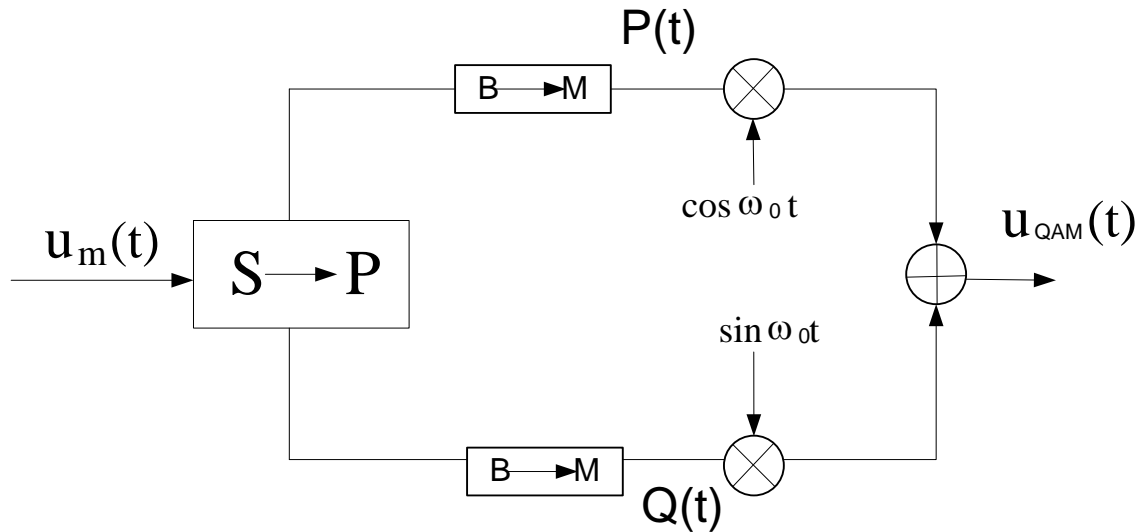 P(t)
B M
cos ω₀ t
u_m(t)
S P
u_QAM(t)
sin ω₀t
B M
Q(t)